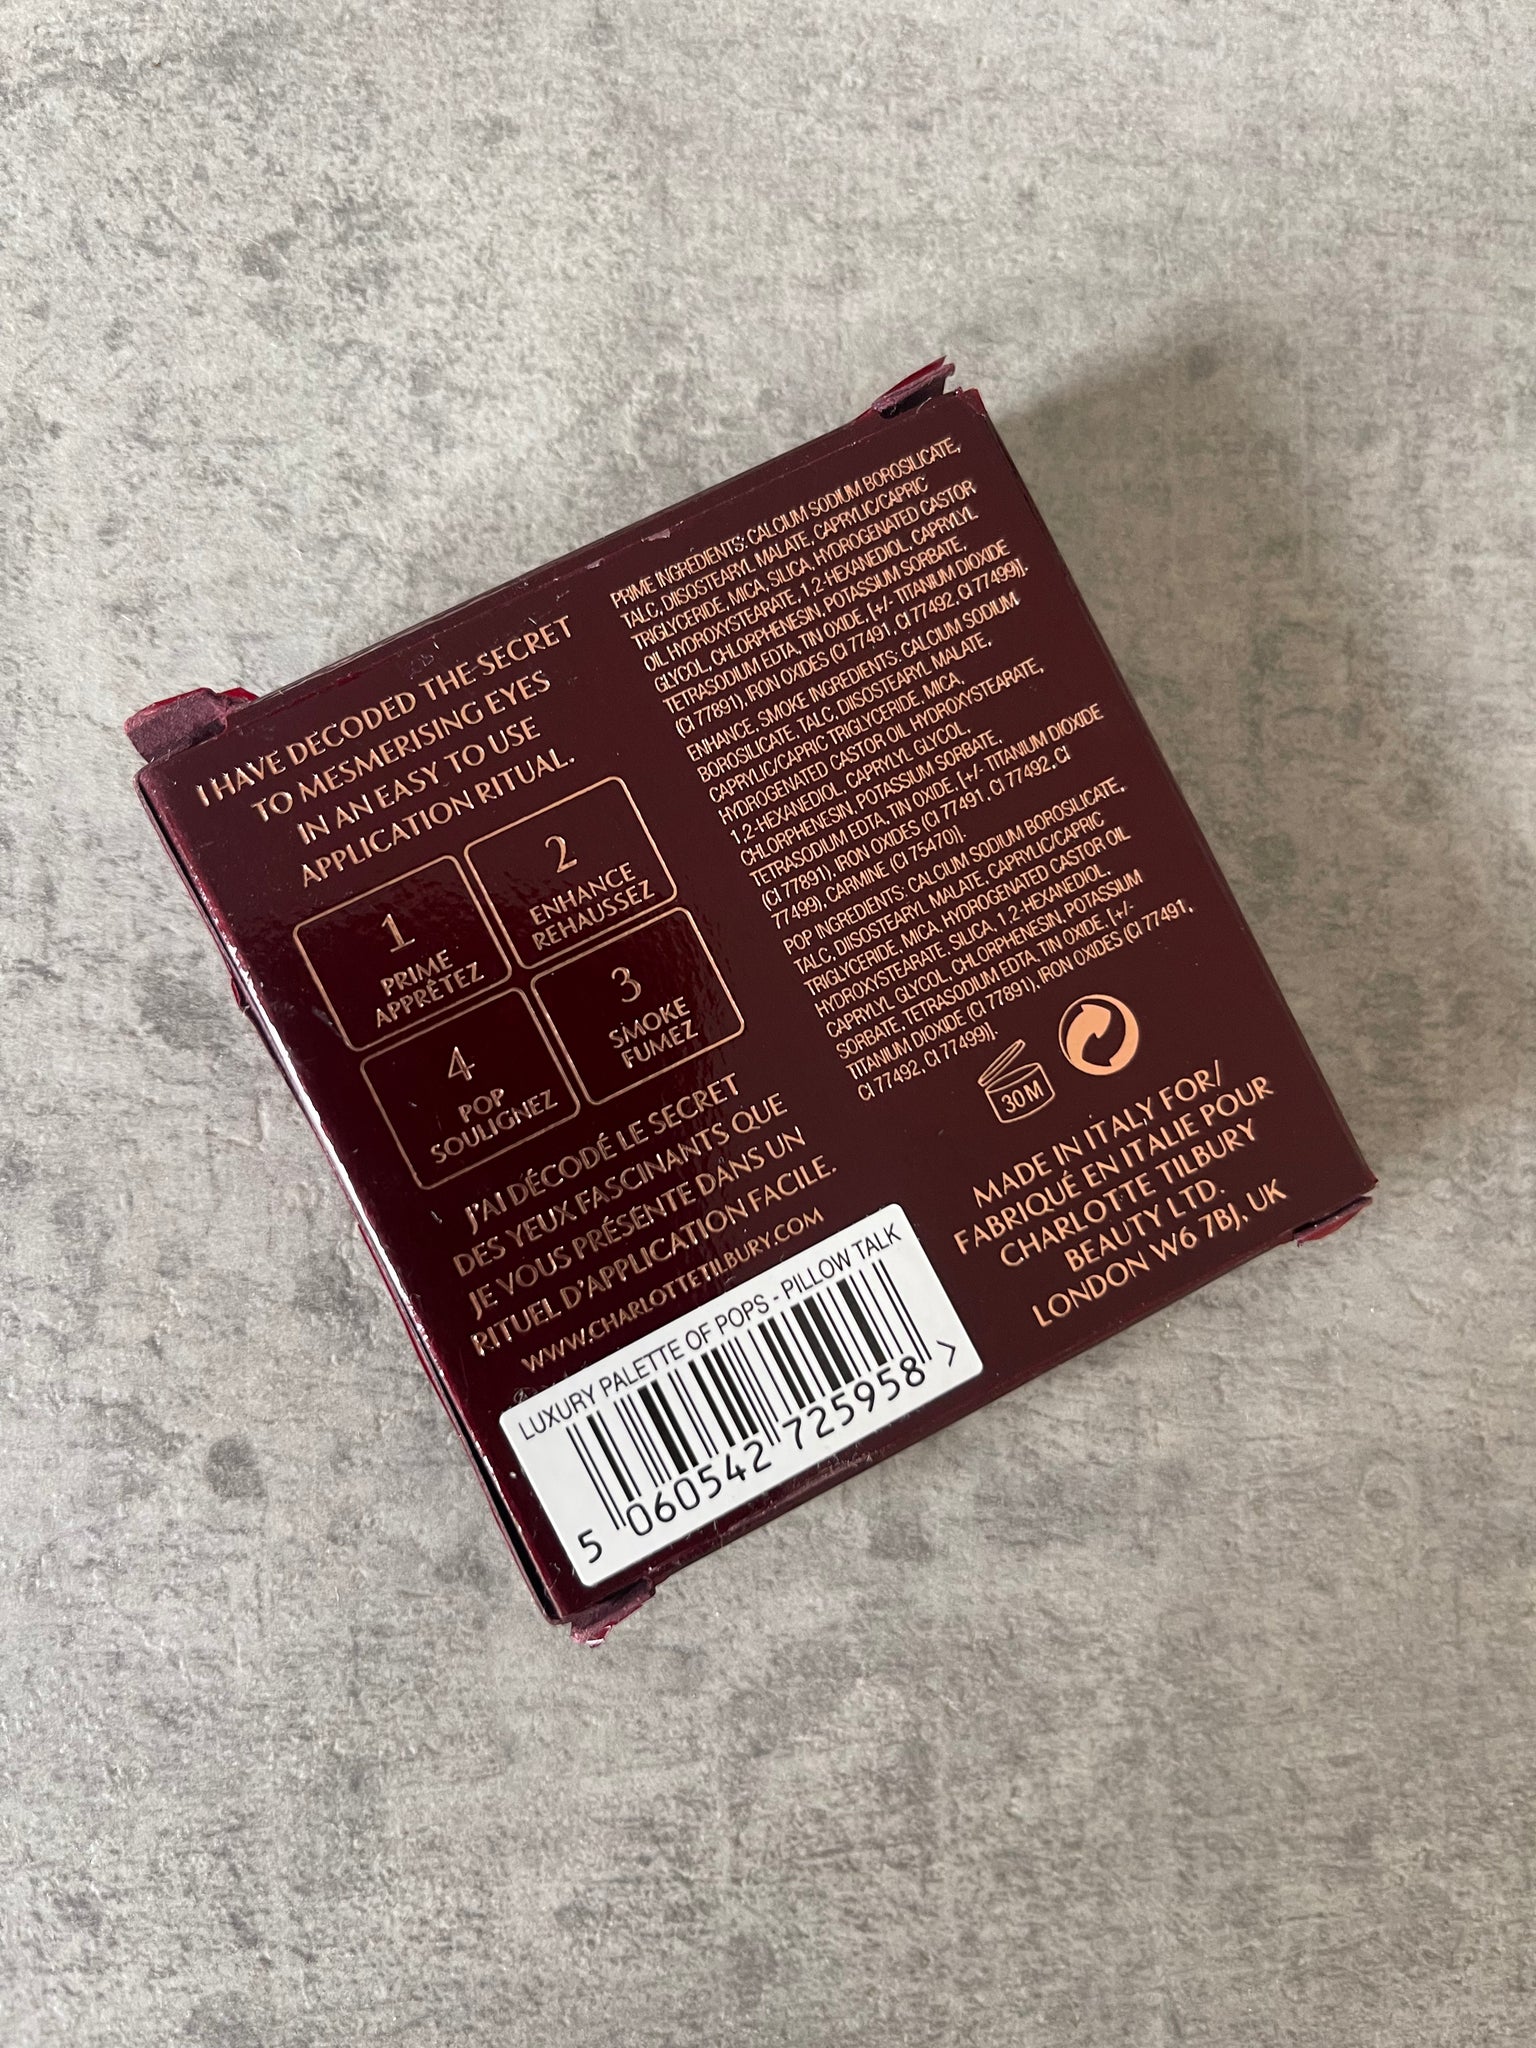 I HAVE DECODED THE SECRET
TO MESMERISING EYES
IN AN EASY TO USE
APPLICATION RITUAL.
1
PRIME
APPRÊTEZ
2
ENHANCE
REHAUSSEZ
4
POP
SOULIGNEZ
3
SMOKE
FUMEZ
J'AI DÉCODÉ LE SECRET
DES YEUX FASCINANTS QUE
JE VOUS PRÉSENTE DANS UN
RITUEL D'APPLICATION FACILE.
WWW.CHARLOTTETILBURY.COM
LUXURY PALETTE OF POPS - PILLOW TALK
5 060542 725958 >
PRIME INGREDIENTS: CALCIUM SODIUM BOROSILICATE,
TALC, DIISOSTEARYL MALATE, CAPRYLIC/CAPRIC
TRIGLYCERIDE, MICA, SILICA, HYDROGENATED CASTOR
OIL HYDROXYSTEARATE, 1,2-HEXANEDIOL, CAPRYLYL
GLYCOL, CHLORPHENESIN, POTASSIUM SORBATE,
TETRASODIUM EDTA, TIN OXIDE, [+/- TITANIUM DIOXIDE
(CI 77891), IRON OXIDES (CI 77491, CI 77492, CI 77499)].
ENHANCE, SMOKE INGREDIENTS: CALCIUM SODIUM
BOROSILICATE, TALC, DIISOSTEARYL MALATE,
CAPRYLIC/CAPRIC TRIGLYCERIDE, MICA,
HYDROGENATED CASTOR OIL HYDROXYSTEARATE,
1,2-HEXANEDIOL, CAPRYLYL GLYCOL,
CHLORPHENESIN, POTASSIUM SORBATE,
TETRASODIUM EDTA, TIN OXIDE, [+/- TITANIUM DIOXIDE
(CI 77891), IRON OXIDES (CI 77491, CI 77492, CI
77499), CARMINE (CI 75470)].
POP INGREDIENTS: CALCIUM SODIUM BOROSILICATE,
TALC, DIISOSTEARYL MALATE, CAPRYLIC/CAPRIC
TRIGLYCERIDE, MICA, HYDROGENATED CASTOR OIL
HYDROXYSTEARATE, SILICA, 1,2-HEXANEDIOL,
CAPRYLYL GLYCOL, CHLORPHENESIN, POTASSIUM
SORBATE, TETRASODIUM EDTA, TIN OXIDE, [+/-
TITANIUM DIOXIDE (CI 77891), IRON OXIDES (CI 77491,
CI 77492, CI 77499)].
30M
MADE IN ITALY FOR/
FABRIQUÉ EN ITALIE POUR
CHARLOTTE TILBURY
BEAUTY LTD.
LONDON W6 7BJ, UK